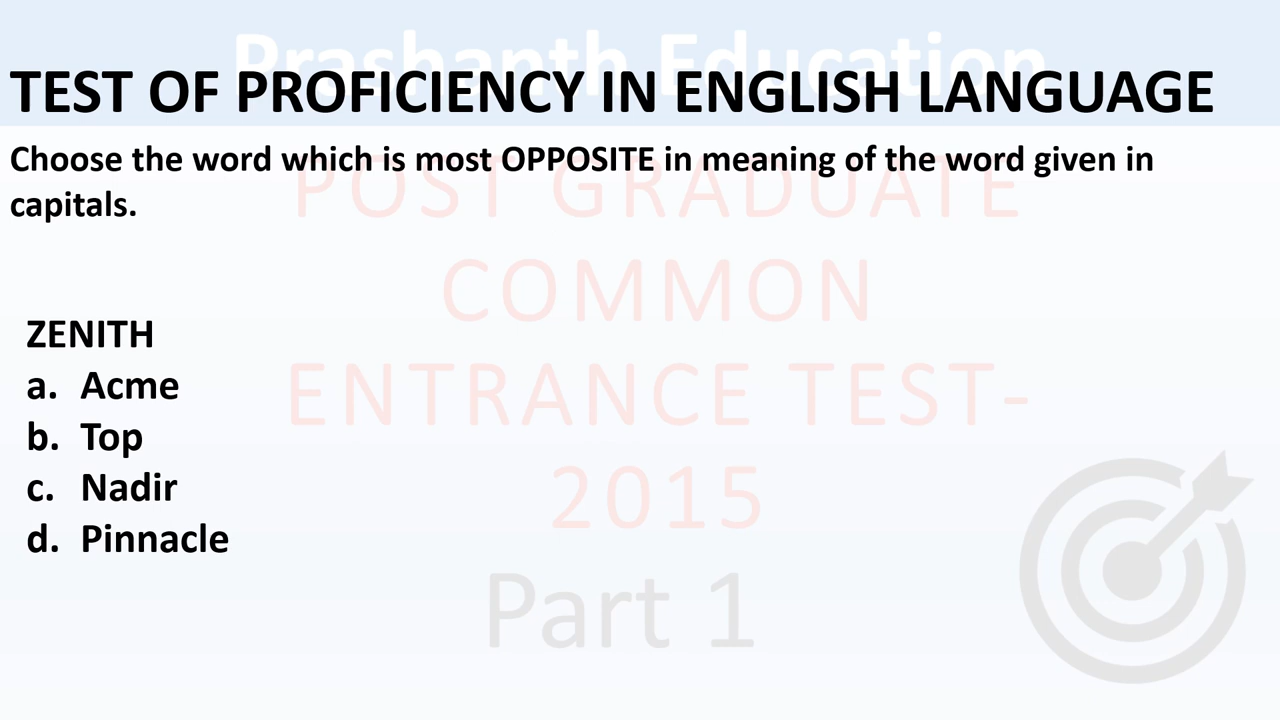 Prashanth Education
TEST OF PROFICIENCY IN ENGLISH LANGUAGE
Choose the word which is most OPPOSITE in meaning of the word given in
capitals.
POST GRADUATE
COMMON
ENTRANCE TEST-
2015
Part 1
ZENITH
a. Acme
b. Top
c. Nadir
d. Pinnacle